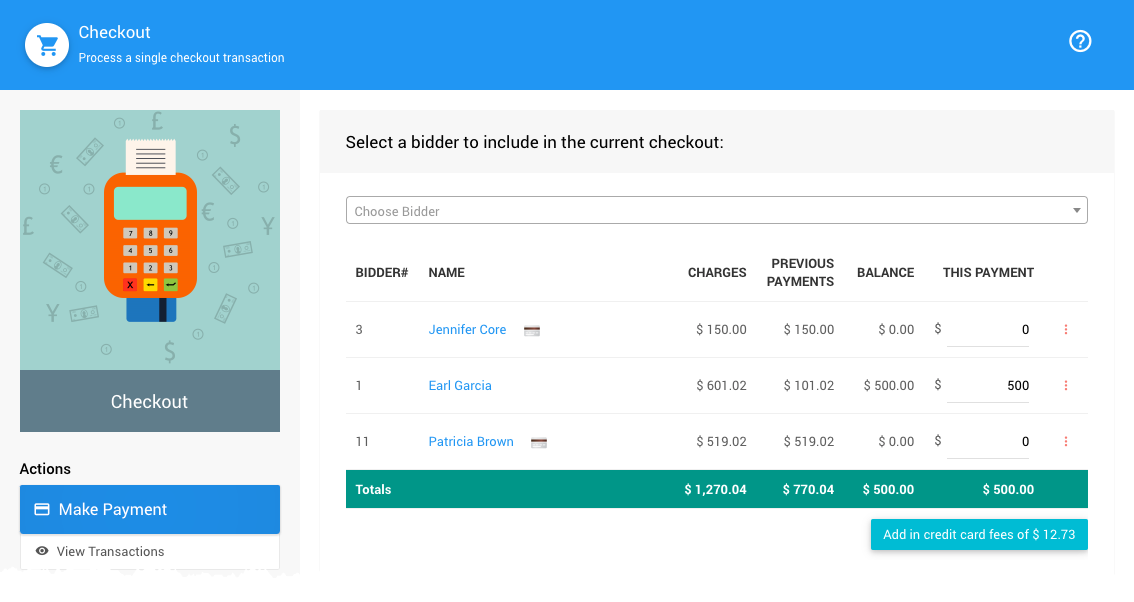 Checkout
Process a single checkout transaction
Select a bidder to include in the current checkout:
Choose Bidder
BIDDER# NAME CHARGES PREVIOUS PAYMENTS BALANCE THIS PAYMENT
3 Jennifer Core $ 150.00 $ 150.00 $ 0.00 $ 0
1 Earl Garcia $ 601.02 $ 101.02 $ 500.00 $ 500
11 Patricia Brown $ 519.02 $ 519.02 $ 0.00 $ 0
Totals $ 1,270.04 $ 770.04 $ 500.00 $ 500.00
Add in credit card fees of $ 12.73
7 8 9
4 5 6
1 2 3
X
Checkout
Actions
Make Payment
View Transactions